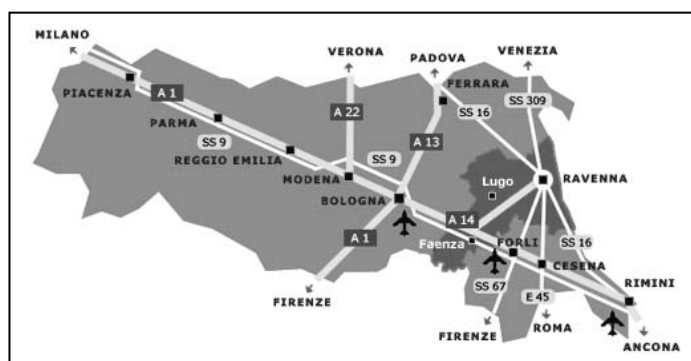 MILANO
VERONA
PADOVA
VENEZIA
FERRARA
PIACENZA
A 1
SS 16
SS 309
A 22
PARMA
A 13
SS 9
SS 9
REGGIO EMILIA
MODENA
RAVENNA
Lugo
BOLOGNA
A 14
A 1
Faenza
FORLI
SS 16
CESENA
SS 67
RIMINI
FIRENZE
E 45
FIRENZE
ROMA
ANCONA